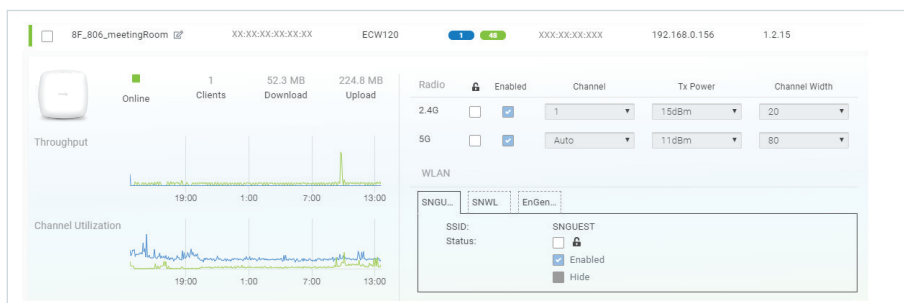 8F_806_meetingRoom XX:XX:XX:XX:XX:XX ECW120 1 48 XXX:XX:XX:XXX 192.168.0.156 1.2.15
1 52.3 MB 224.8 MB
Online Clients Download Upload
Radio Enabled Channel Tx Power Channel Width
2.4G 1 15dBm 20
5G Auto 11dBm 80
Throughput
19:00 1:00 7:00 13:00
Channel Utilization
19:00 1:00 7:00 13:00
WLAN
SNGU... SNWL EnGen...
SSID: SNGUEST
Status:
Enabled
Hide